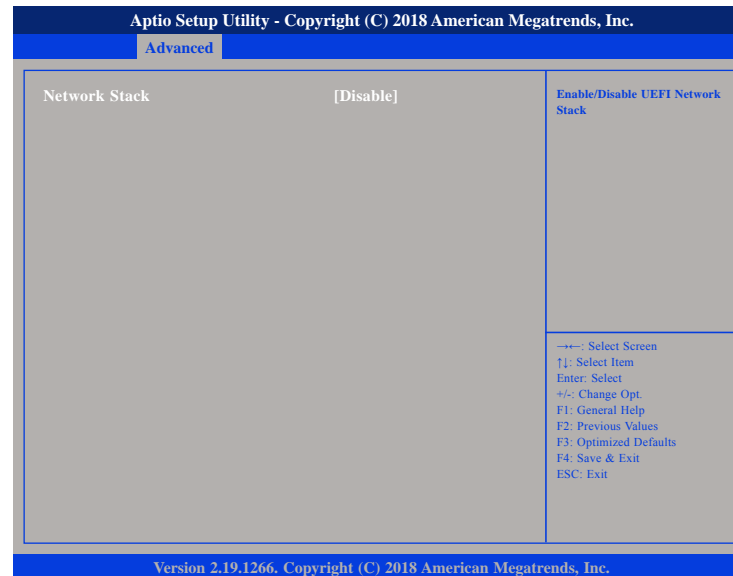 Aptio Setup Utility - Copyright (C) 2018 American Megatrends, Inc.
Advanced
Network Stack [Disable]
Enable/Disable UEFI Network
Stack
→←: Select Screen
↑↓: Select Item
Enter: Select
+/-: Change Opt.
F1: General Help
F2: Previous Values
F3: Optimized Defaults
F4: Save & Exit
ESC: Exit
Version 2.19.1266. Copyright (C) 2018 American Megatrends, Inc.